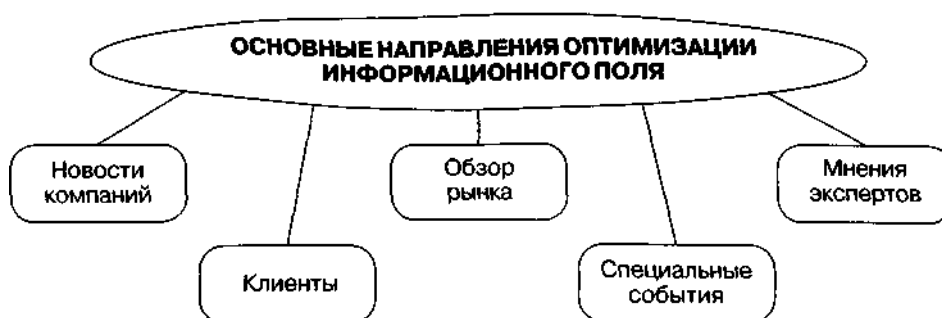 ОСНОВНЫЕ НАПРАВЛЕНИЯ ОПТИМИЗАЦИИ
ИНФОРМАЦИОННОГО ПОЛЯ
Новости
компаний
Обзор
рынка
Мнения
экспертов
Клиенты
Специальные
события